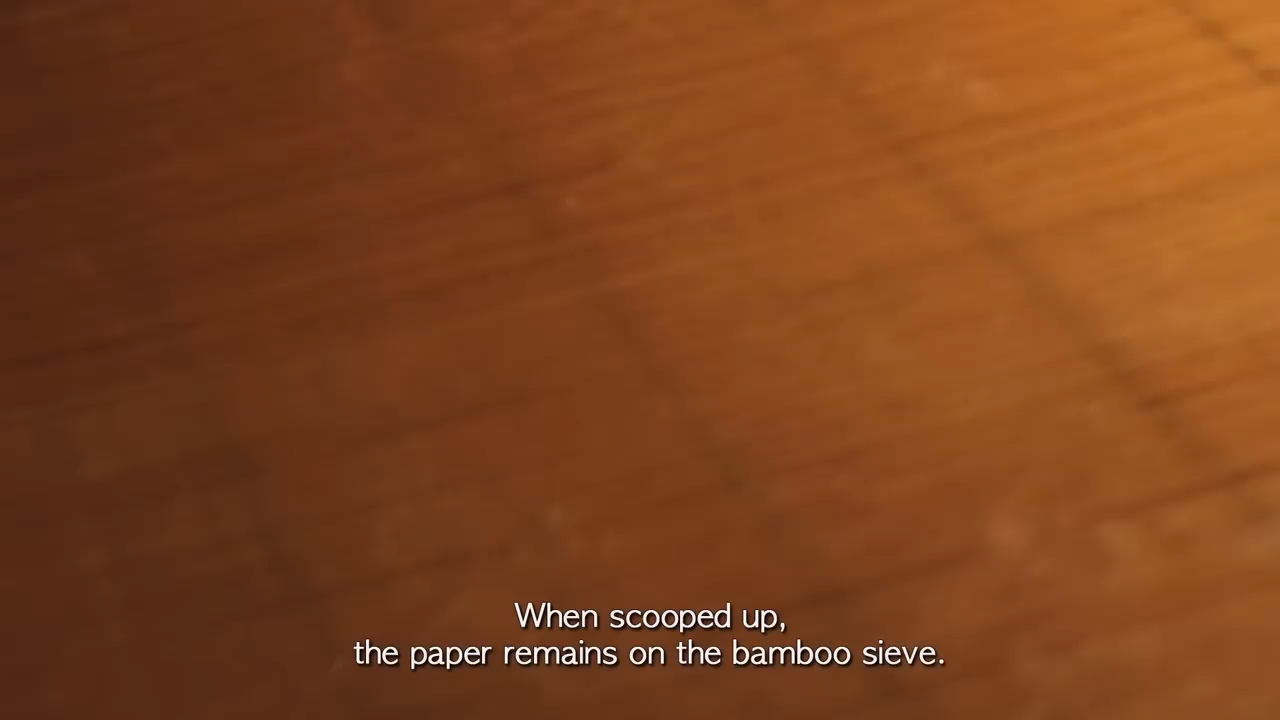 When scooped up,
the paper remains on the bamboo sieve.